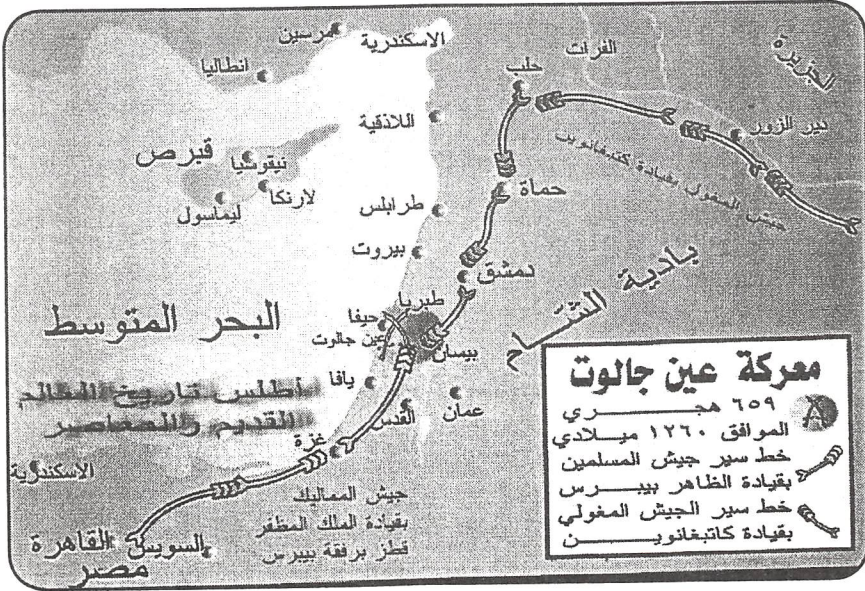 مرسين
الاسكندرية
انطاليا
الفرات
الجزيرة
حلب
دير الزور
اللاذقية
قبرص
نيقوسيا
لارنكا
ليماسول
جيش المغول بقيادة كتبغانوين
حماة
طرابلس
بيروت
دمشق
بادية الشام
طبريا
حيفا
عين جالوت
بيسان
البحر المتوسط
يافا
القدس
عمان
أطلس تاريخ العالم
القديم والمعاصر
غزة
الاسكندرية
جيش المماليك
بقيادة الملك المظفر
قطز برفقة بيبرس
القاهرة
السويس
مصر
معركة عين جالوت
٦٥٩ هجري
الموافق ١٢٦٠ ميلادي
خط سير جيش المسلمين
بقيادة الظاهر بيبرس
خط سير الجيش المغولي
بقيادة كاتبغانوين